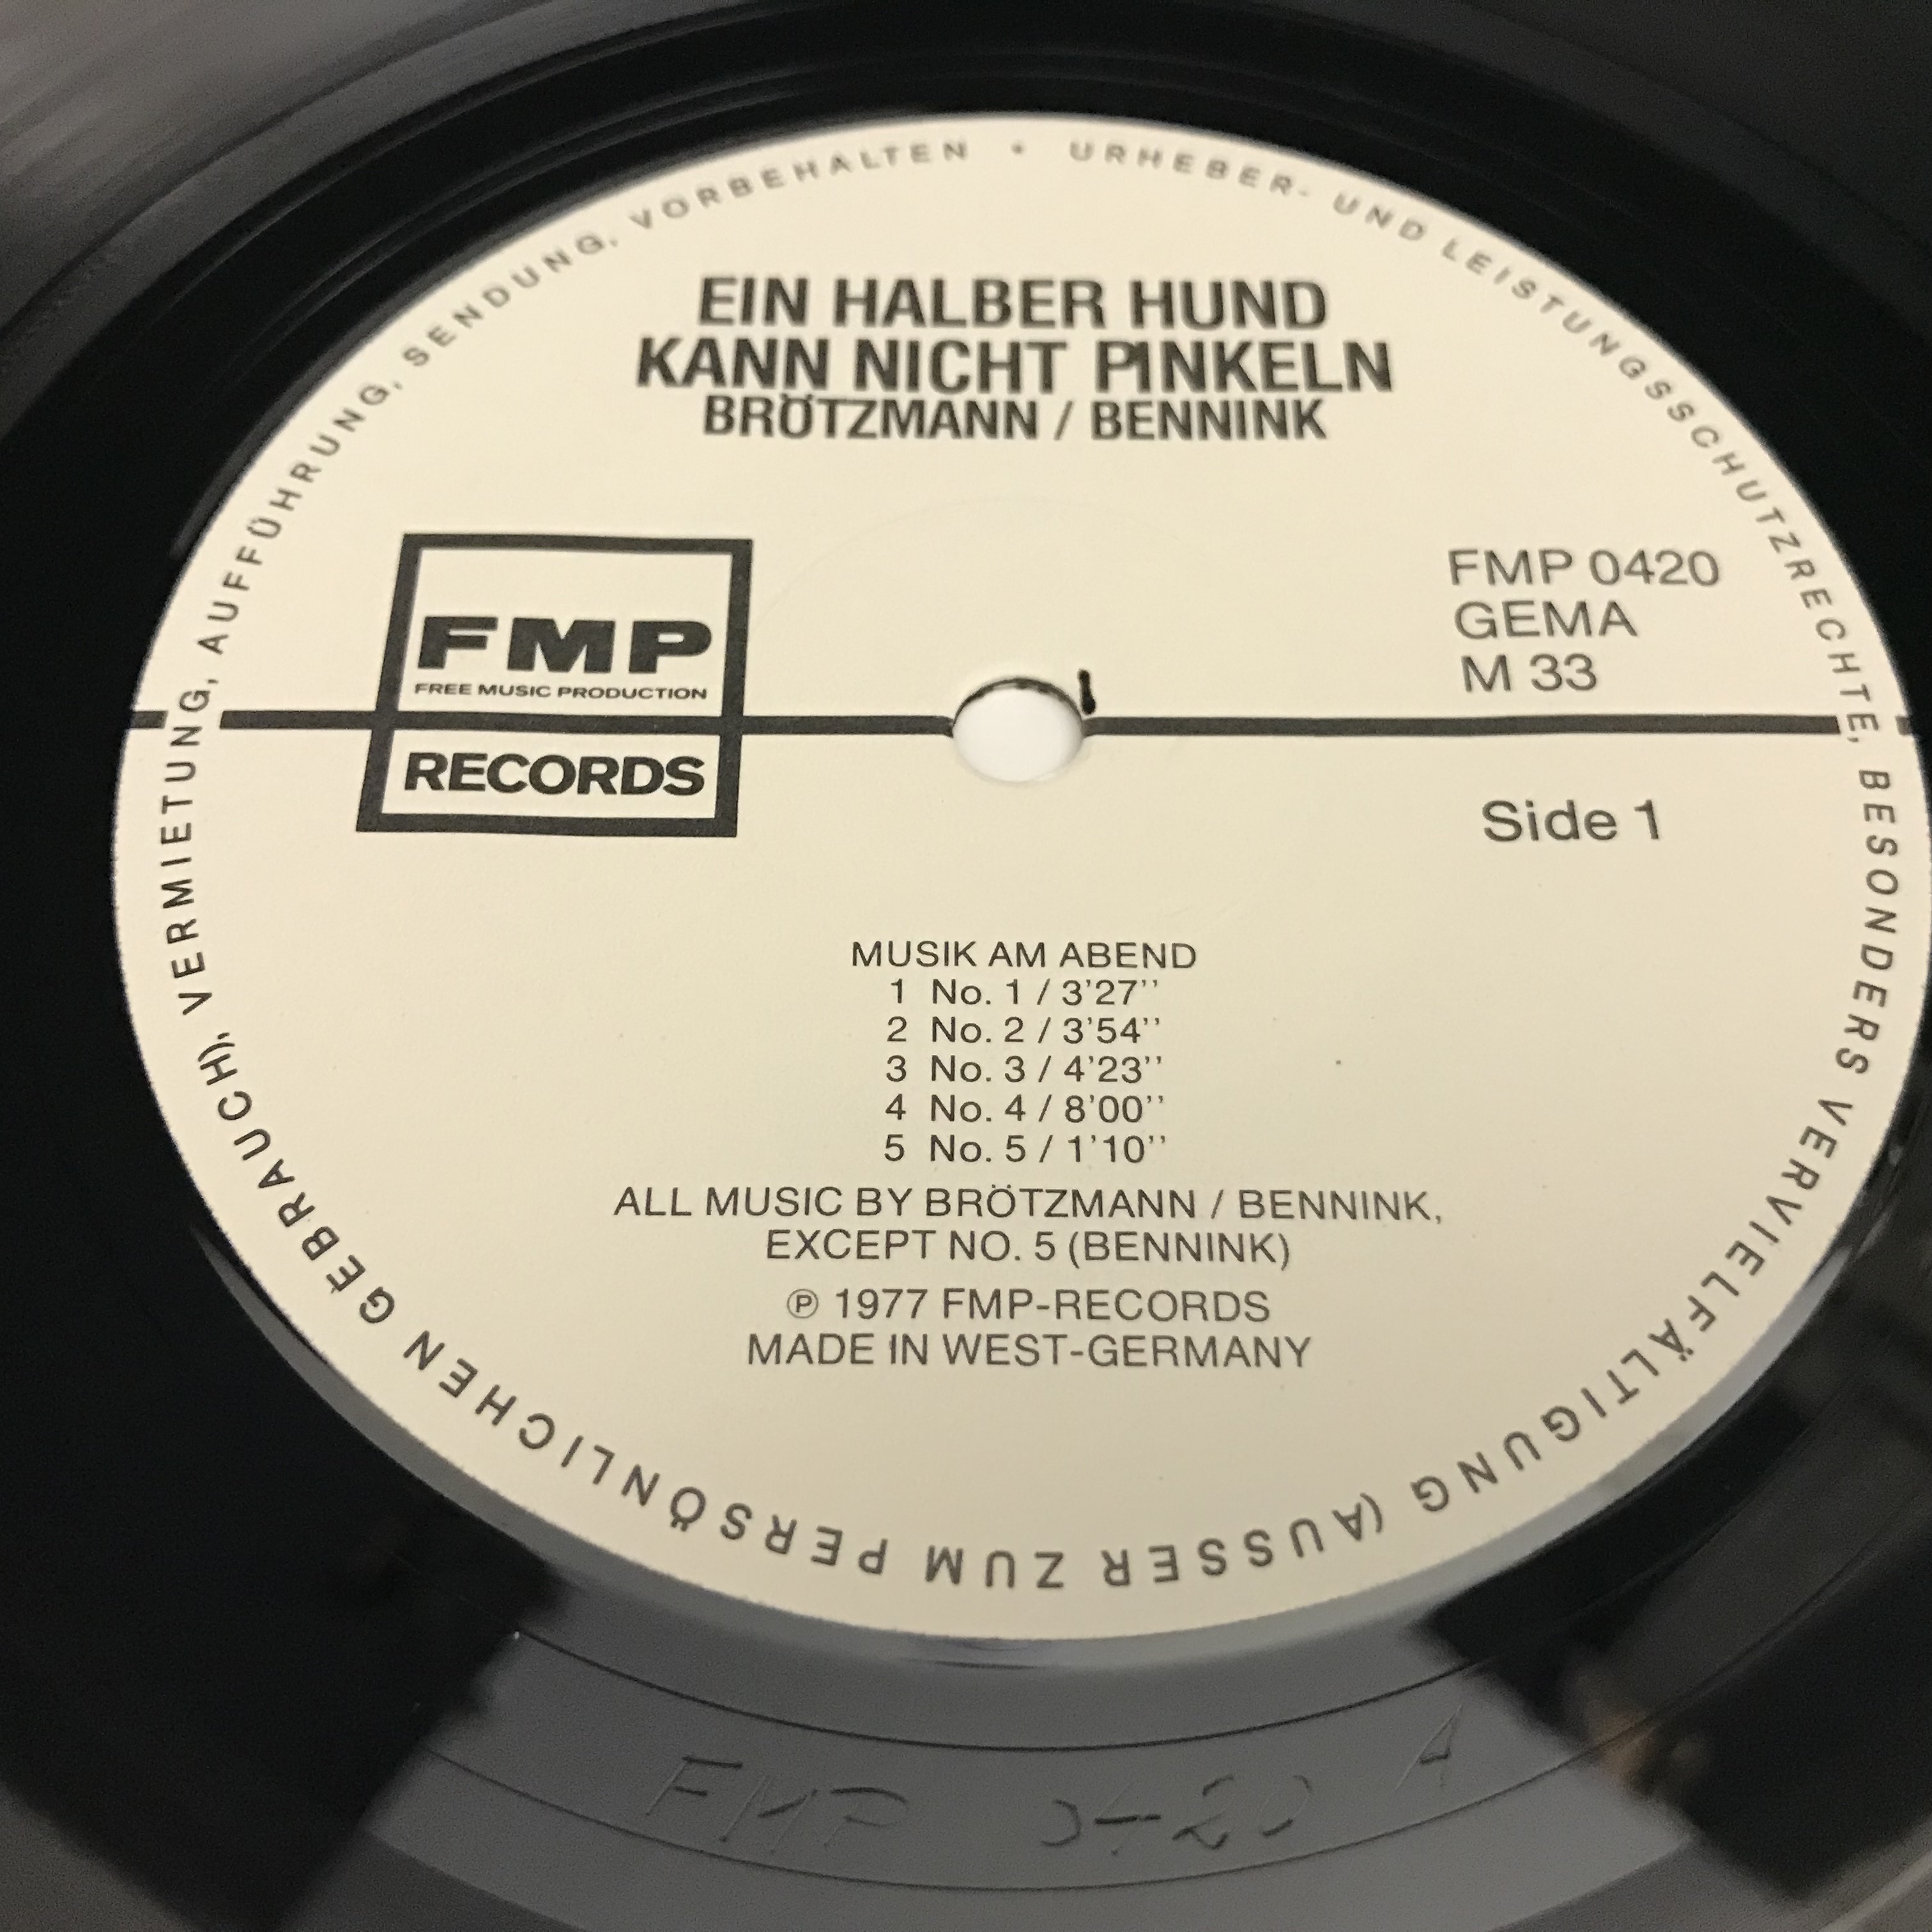 EIN HALBER HUND
KANN NICHT PINKELN
BRÖTZMANN / BENNINK
FMP
FREE MUSIC PRODUCTION
RECORDS
FMP 0420
GEMA
M 33
Side 1
MUSIK AM ABEND
1 No. 1 / 3'27''
2 No. 2 / 3'54''
3 No. 3 / 4'23''
4 No. 4 / 8'00''
5 No. 5 / 1'10''
ALL MUSIC BY BRÖTZMANN / BENNINK,
EXCEPT NO. 5 (BENNINK)
℗ 1977 FMP-RECORDS
MADE IN WEST-GERMANY
URHEBER- UND LEISTUNGSSCHUTZRECHTE, BESONDERS VERVIELFÄLTIGUNG (AUSSER ZUM PERSÖNLICHEN GEBRAUCH), VERMIETUNG, AUFFÜHRUNG, SENDUNG, VORBEHALTEN •
FMP 0420 A